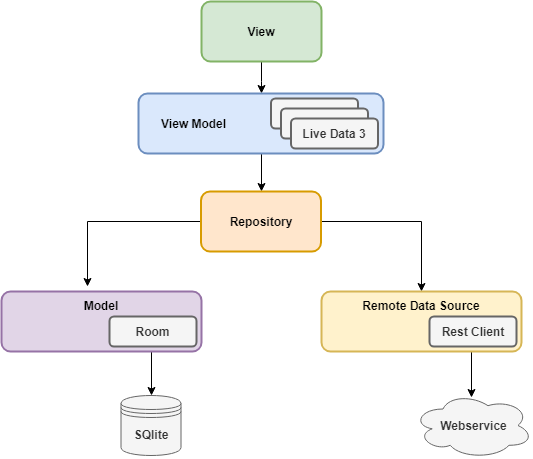 View
View Model
Live Data 3
Repository
Model
Room
Remote Data Source
Rest Client
SQlite
Webservice